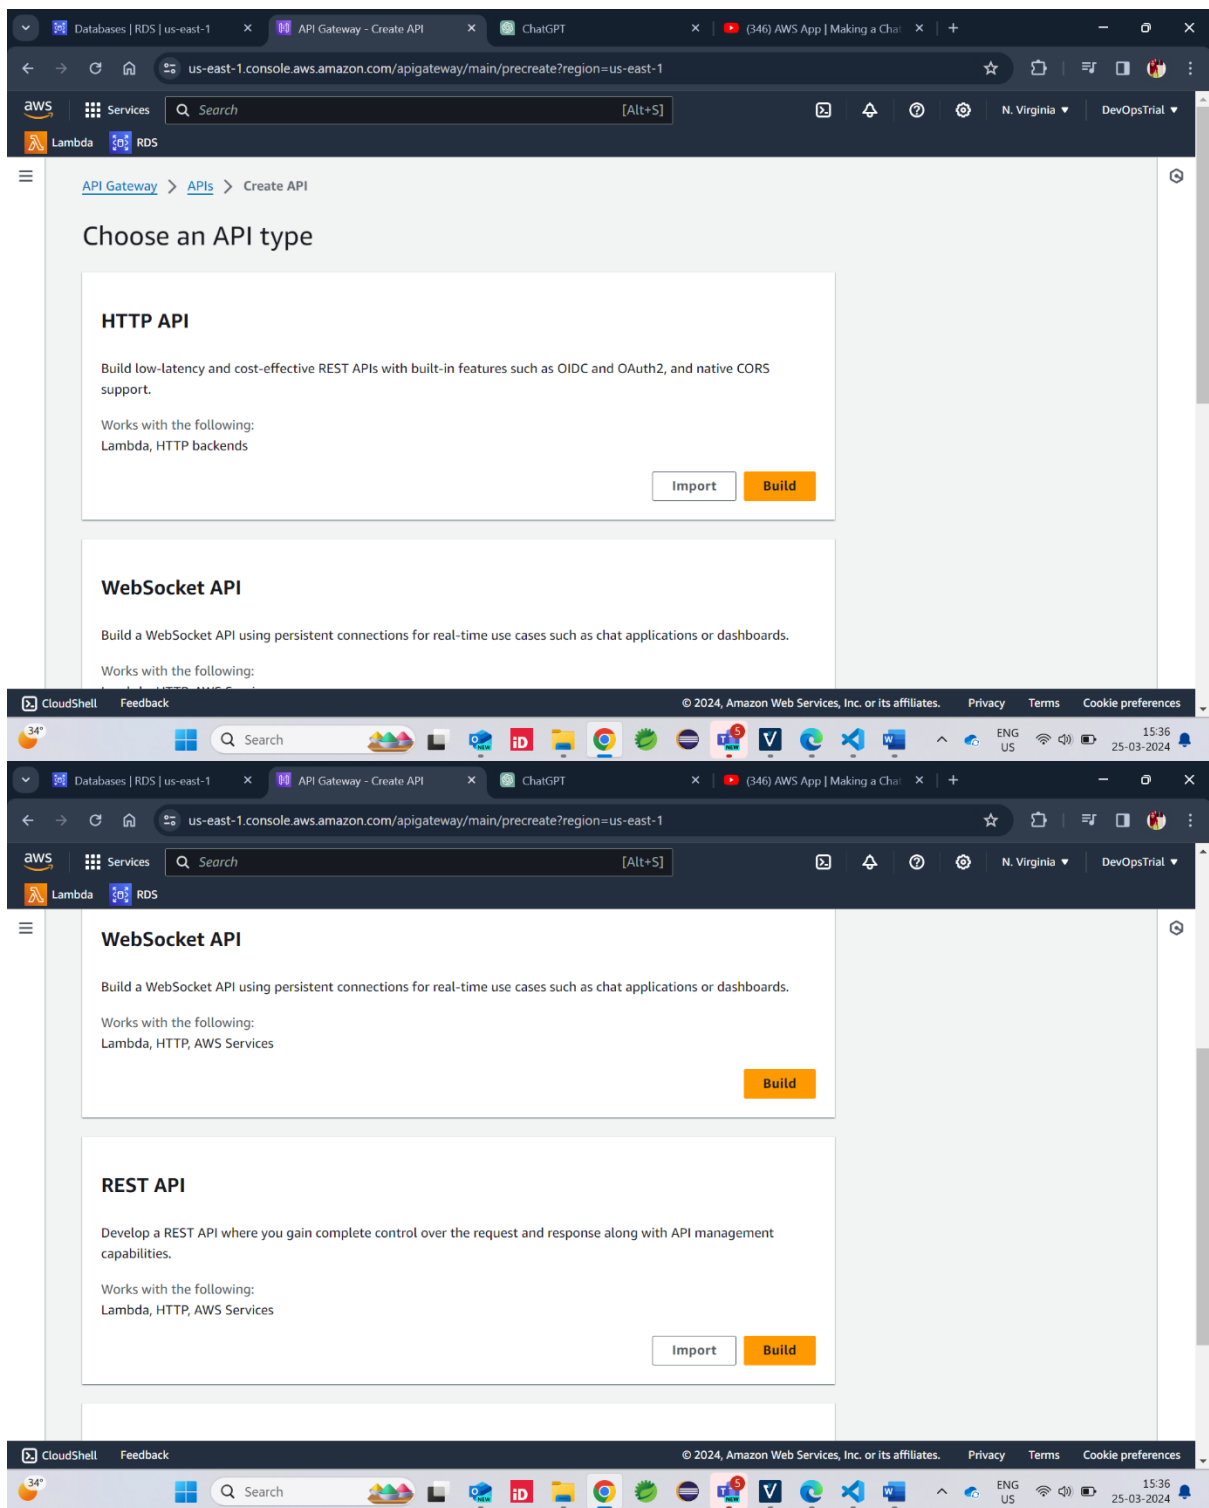 Databases | RDS | us-east-1
API Gateway - Create API
ChatGPT
(346) AWS App | Making a Chat
us-east-1.console.aws.amazon.com/apigateway/main/precreate?region=us-east-1
aws
Services
Search
[Alt+S]
N. Virginia
DevOpsTrial
Lambda
RDS
API Gateway > APIs > Create API
Choose an API type
HTTP API
Build low-latency and cost-effective REST APIs with built-in features such as OIDC and OAuth2, and native CORS
support.
Works with the following:
Lambda, HTTP backends
Import
Build
WebSocket API
Build a WebSocket API using persistent connections for real-time use cases such as chat applications or dashboards.
Works with the following:
CloudShell
Feedback
© 2024, Amazon Web Services, Inc. or its affiliates.
Privacy
Terms
Cookie preferences
34°
Search
NEW
iD
5
NEW
ENG
US
15:36
25-03-2024
Databases | RDS | us-east-1
API Gateway - Create API
ChatGPT
(346) AWS App | Making a Chat
us-east-1.console.aws.amazon.com/apigateway/main/precreate?region=us-east-1
aws
Services
Search
[Alt+S]
N. Virginia
DevOpsTrial
Lambda
RDS
WebSocket API
Build a WebSocket API using persistent connections for real-time use cases such as chat applications or dashboards.
Works with the following:
Lambda, HTTP, AWS Services
Build
REST API
Develop a REST API where you gain complete control over the request and response along with API management
capabilities.
Works with the following:
Lambda, HTTP, AWS Services
Import
Build
CloudShell
Feedback
© 2024, Amazon Web Services, Inc. or its affiliates.
Privacy
Terms
Cookie preferences
34°
Search
NEW
iD
5
NEW
ENG
US
15:36
25-03-2024